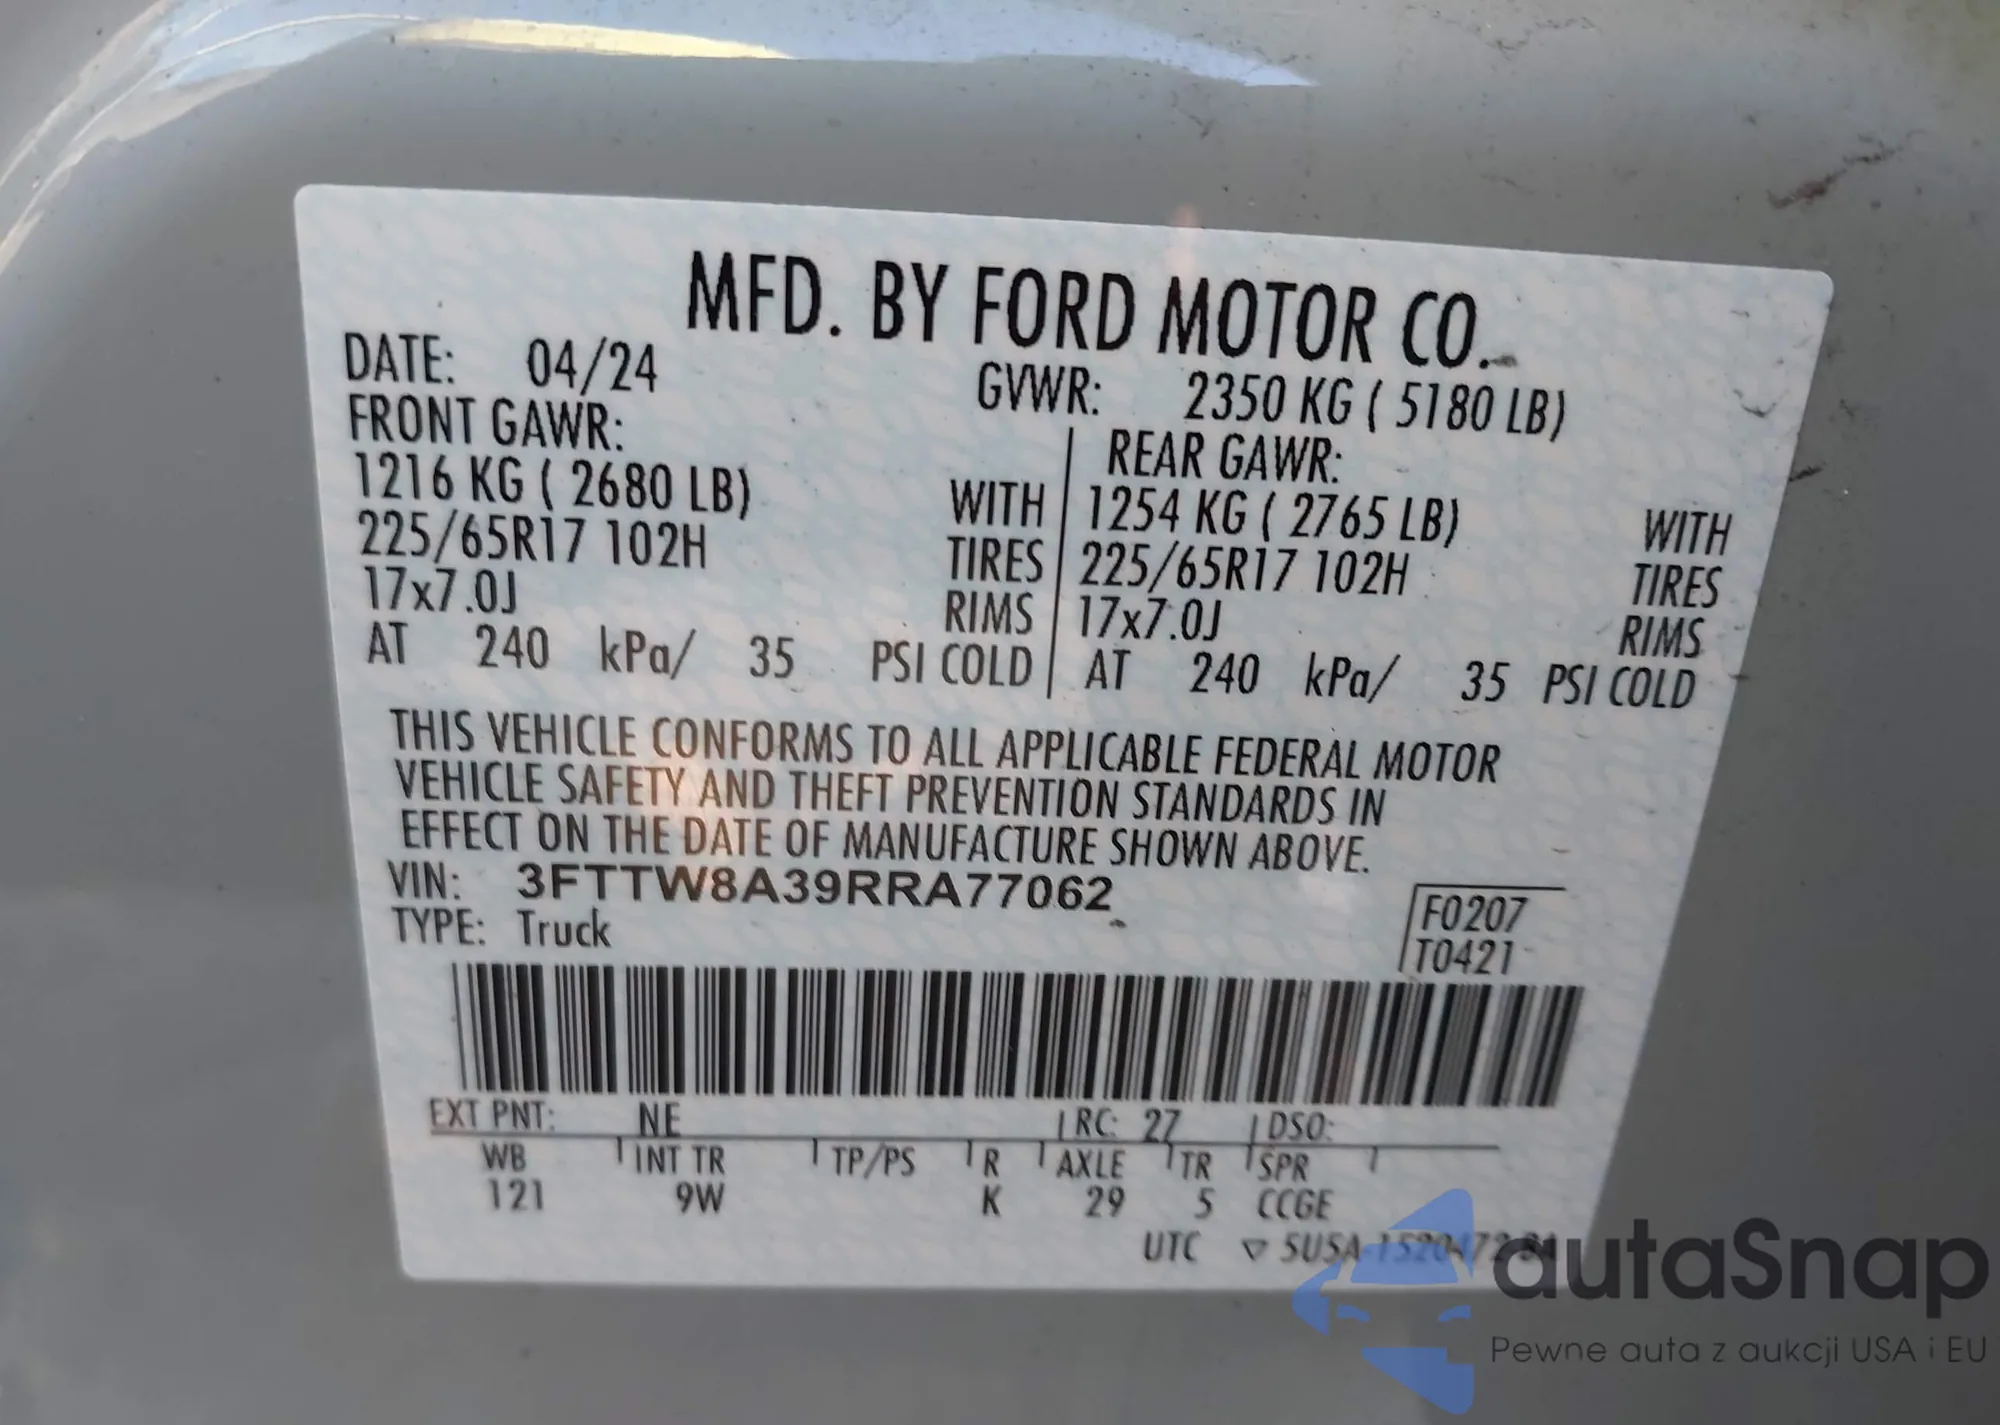 MFD. BY FORD MOTOR CO.
DATE: 04/24 GVWR: 2350 KG ( 5180 LB)
FRONT GAWR: REAR GAWR:
1216 KG ( 2680 LB) WITH 1254 KG ( 2765 LB) WITH
225/65R17 102H TIRES 225/65R17 102H TIRES
17x7.0J RIMS 17x7.0J RIMS
AT 240 kPa/ 35 PSI COLD AT 240 kPa/ 35 PSI COLD
THIS VEHICLE CONFORMS TO ALL APPLICABLE FEDERAL MOTOR
VEHICLE SAFETY AND THEFT PREVENTION STANDARDS IN
EFFECT ON THE DATE OF MANUFACTURE SHOWN ABOVE.
VIN: 3FTTW8A39RRA77062
TYPE: Truck
F0207
T0421
EXT PNT: NE RC: 27 DSO:
WB INT TR TP/PS R AXLE TR SPR
121 9W K 29 5 CCGE
UTC
autaSnap
Pewne auta z aukcji USA i EU